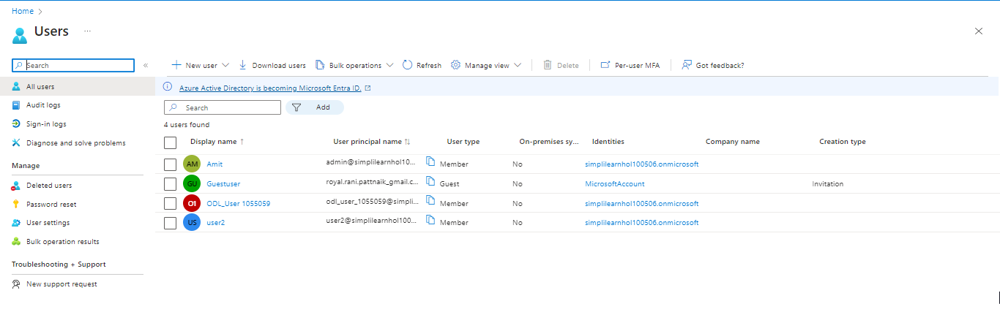 Home
Users ...
Search
All users
Audit logs
Sign-in logs
Diagnose and solve problems
Manage
Deleted users
Password reset
User settings
Bulk operation results
Troubleshooting + Support
New support request
New user Download users Bulk operations Refresh Manage view Delete Per-user MFA Got feedback?
Azure Active Directory is becoming Microsoft Entra ID.
Search Add
4 users found
Display name ↑ User principal name ↑↓ User type On-premises sy... Identities Company name Creation type
AM Amit admin@simplilearnhol10... Member No simplilearnhol100506.onmicrosoft
GU Guestuser royal.rani.pattnaik_gmail.c... Guest No MicrosoftAccount Invitation
O1 ODL_User 1055059 odl_user_1055059@simpli... Member No simplilearnhol100506.onmicrosoft
US user2 user2@simplilearnhol100... Member No simplilearnhol100506.onmicrosoft